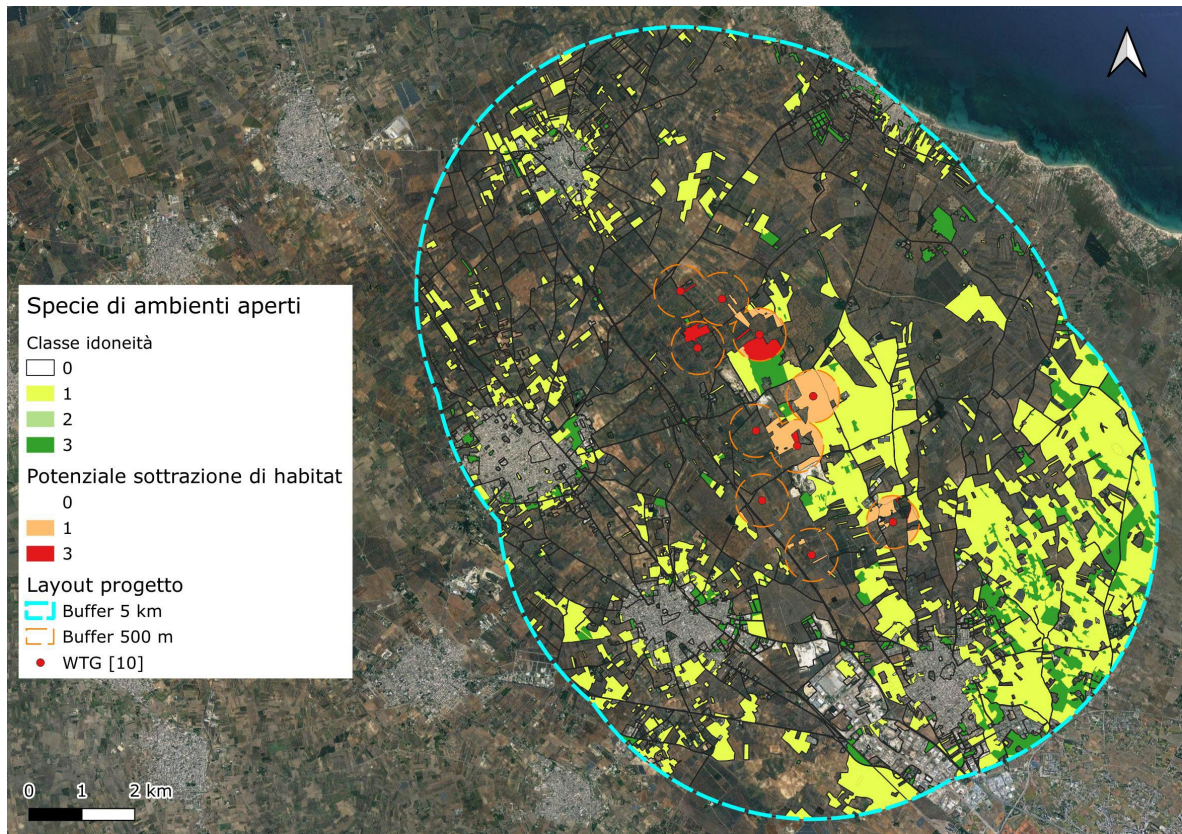 Specie di ambienti aperti
Classe idoneità
0
1
2
3
Potenziale sottrazione di habitat
0
1
3
Layout progetto
Buffer 5 km
Buffer 500 m
WTG [10]
0 1 2 km